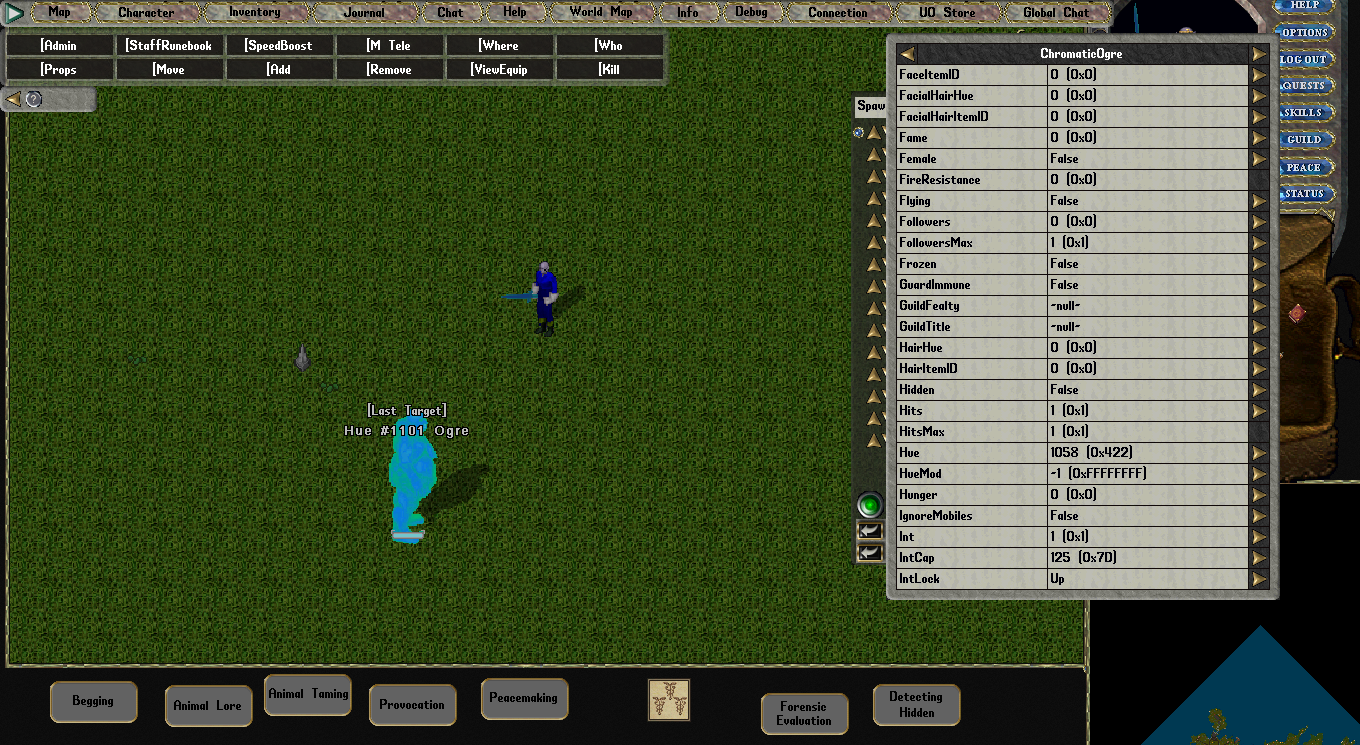 Map Character Inventory Journal Chat Help World Map Info Debug Connection UO Store Global Chat
HELP
OPTIONS
LOG OUT
QUESTS
SKILLS
GUILD
PEACE
STATUS
[Admin [StaffRunebook [SpeedBoost [M Tele [Where [Who
[Props [Move [Add [Remove [ViewEquip [Kill
?
Spaw
ChromaticOgre
FaceItemID 0 (0x0)
FacialHairHue 0 (0x0)
FacialHairItemID 0 (0x0)
Fame 0 (0x0)
Female False
FireResistance 0 (0x0)
Flying False
Followers 0 (0x0)
FollowersMax 1 (0x1)
Frozen False
GuardImmune False
GuildFealty -null-
GuildTitle -null-
HairHue 0 (0x0)
HairItemID 0 (0x0)
Hidden False
Hits 1 (0x1)
HitsMax 1 (0x1)
Hue 1058 (0x422)
HueMod -1 (0xFFFFFFFF)
Hunger 0 (0x0)
IgnoreMobiles False
Int 1 (0x1)
IntCap 125 (0x7D)
IntLock Up
[Last Target]
Hue #1101 Ogre
Begging
Animal Lore
Animal Taming
Provocation
Peacemaking
Forensic
Evaluation
Detecting
Hidden